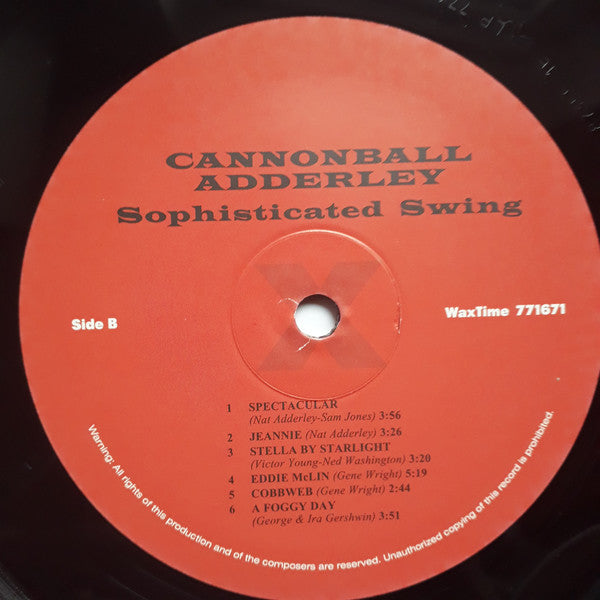 CANNONBALL
ADDERLEY
Sophisticated Swing
X
Side B
WaxTime 771671
1 SPECTACULAR
(Nat Adderley-Sam Jones) 3:56
2 JEANNIE (Nat Adderley) 3:26
3 STELLA BY STARLIGHT
(Victor Young-Ned Washington) 3:20
4 EDDIE McLIN (Gene Wright) 5:19
5 COBBWEB (Gene Wright) 2:44
6 A FOGGY DAY
(George & Ira Gershwin) 3:51
Warning: All rights of this production and of the composers are reserved. Unauthorized copying of this record is prohibited.